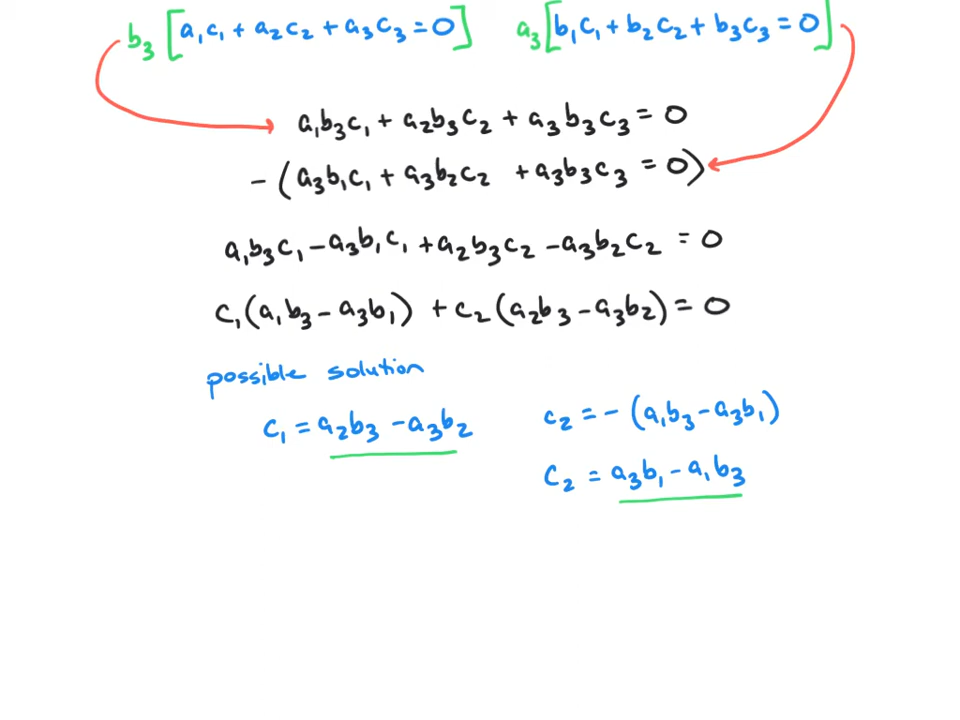 b₃[a₁c₁ + a₂c₂ + a₃c₃ = 0] a₃[b₁c₁ + b₂c₂ + b₃c₃ = 0]
a₁b₃c₁ + a₂b₃c₂ + a₃b₃c₃ = 0
- (a₃b₁c₁ + a₃b₂c₂ + a₃b₃c₃ = 0)
a₁b₃c₁ - a₃b₁c₁ + a₂b₃c₂ - a₃b₂c₂ = 0
c₁(a₁b₃ - a₃b₁) + c₂(a₂b₃ - a₃b₂) = 0
possible solution
c₁ = a₂b₃ - a₃b₂ c₂ = - (a₁b₃ - a₃b₁)
c₂ = a₃b₁ - a₁b₃